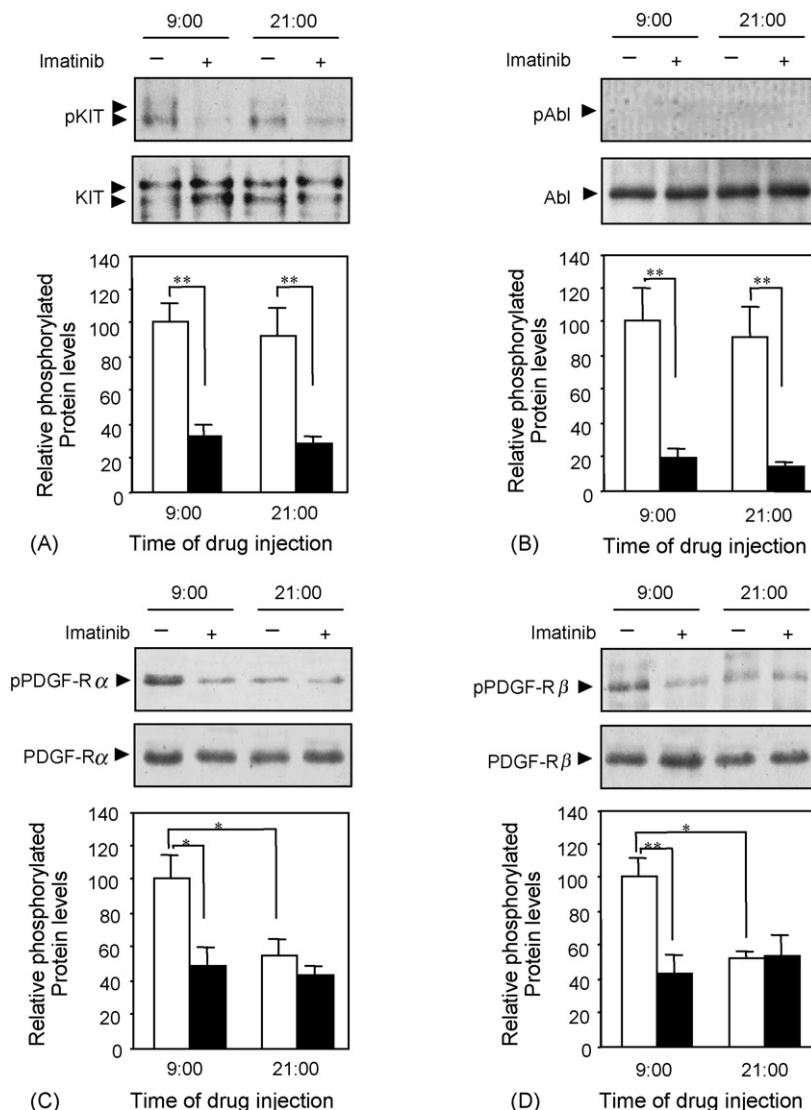 9:00 21:00
Imatinib − + − +
pKIT
KIT
Relative phosphorylated
Protein levels
140
120
100
80
60
40
20
0
** **
9:00 21:00
(A) Time of drug injection
9:00 21:00
Imatinib − + − +
pAbl
Abl
Relative phosphorylated
Protein levels
140
120
100
80
60
40
20
0
** **
9:00 21:00
(B) Time of drug injection
9:00 21:00
Imatinib − + − +
pPDGF-Rα
PDGF-Rα
Relative phosphorylated
Protein levels
140
120
100
80
60
40
20
0
*
*
9:00 21:00
(C) Time of drug injection
9:00 21:00
Imatinib − + − +
pPDGF-Rβ
PDGF-Rβ
Relative phosphorylated
Protein levels
140
120
100
80
60
40
20
0
*
**
9:00 21:00
(D) Time of drug injection